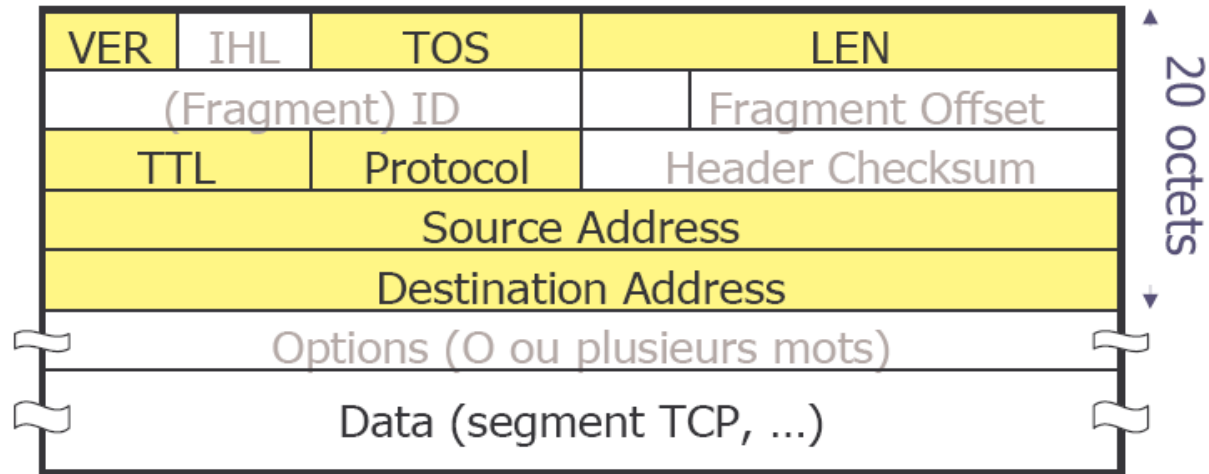 VER IHL TOS LEN
(Fragment) ID Fragment Offset
TTL Protocol Header Checksum
Source Address
Destination Address
Options (O ou plusieurs mots)
Data (segment TCP, ...)
20 octets